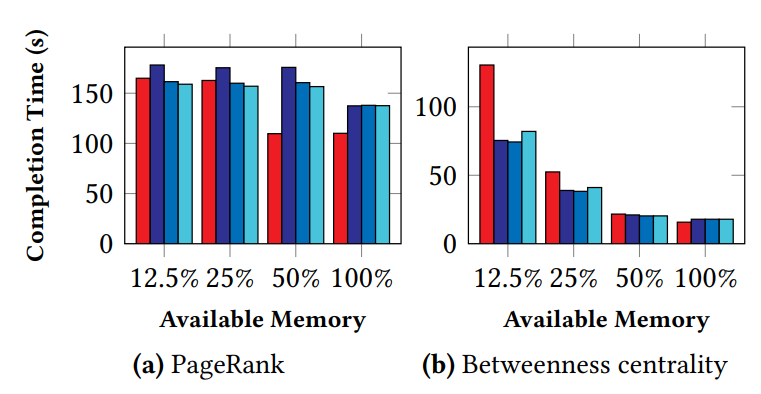 Completion Time (s)
150
100
50
0
12.5% 25% 50% 100%
Available Memory
(a) PageRank
100
50
0
12.5% 25% 50% 100%
Available Memory
(b) Betweenness centrality